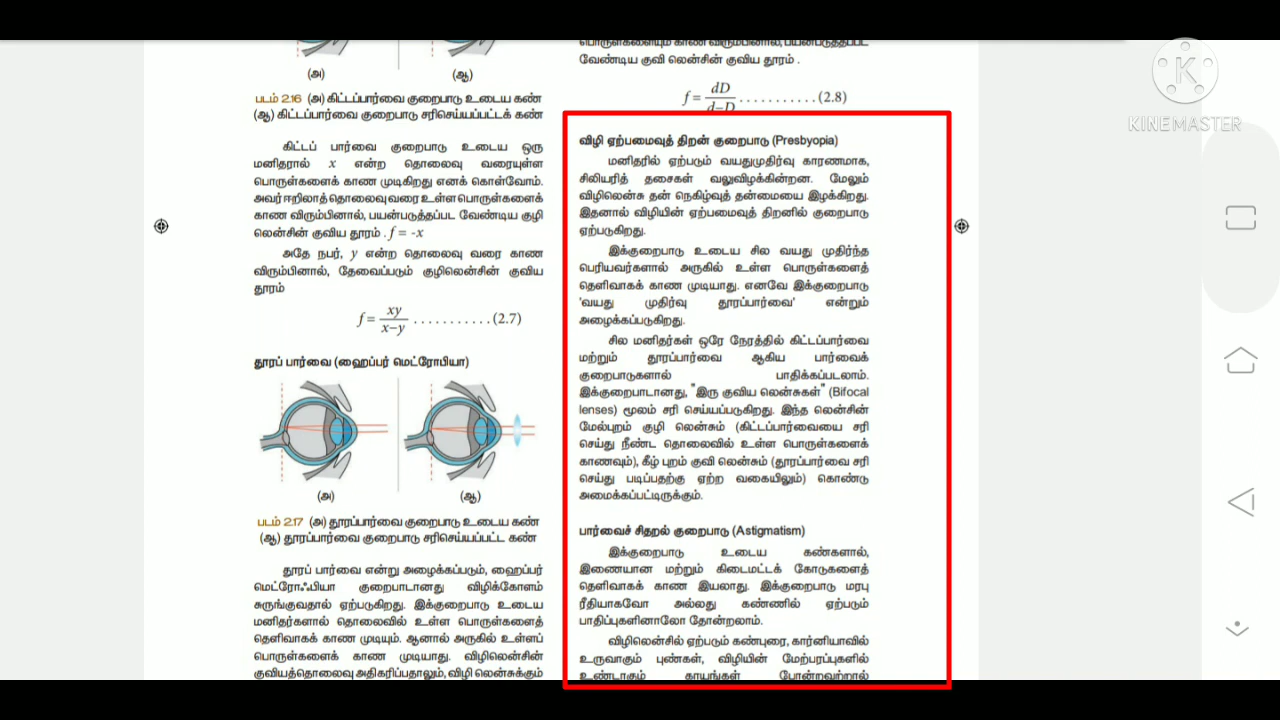 (அ)
(ஆ)
படம் 2.16 (அ) கிட்டப்பார்வை குறைபாடு உடைய கண்
(ஆ) கிட்டப்பார்வை குறைபாடு சரிசெய்யப்பட்டக் கண்
கிட்டப் பார்வை குறைபாடு உடைய ஒரு
மனிதரால் x என்ற தொலைவு வரையுள்ள
பொருள்களைக் காண முடிகிறது எனக் கொள்வோம்.
அவர் ஈறிலாத் தொலைவு வரை உள்ள பொருள்களைக்
காண விரும்பினால், பயன்படுத்தப்பட வேண்டிய குழி
லென்சின் குவிய தூரம் . f = -x
அதே நபர், y என்ற தொலைவு வரை காண
விரும்பினால், தேவைப்படும் குழிலென்சின் குவிய
தூரம்
f = xy / x–y ........... (2.7)
தூரப் பார்வை (ஹைப்பர் மெட்ரோபியா)
(அ)
(ஆ)
படம் 2.17 (அ) தூரப்பார்வை குறைபாடு உடைய கண்
(ஆ) தூரப்பார்வை குறைபாடு சரிசெய்யப்பட்ட கண்
தூரப் பார்வை என்று அழைக்கப்படும், ஹைப்பர்
மெட்ரோஃபியா குறைபாடானது விழிக்கோளம்
சுருங்குவதால் ஏற்படுகிறது. இக்குறைபாடு உடைய
மனிதர்களால் தொலைவில் உள்ள பொருள்களைத்
தெளிவாகக் காண முடியும். ஆனால் அருகில் உள்ளப்
பொருள்களைக் காண முடியாது. விழிலென்சின்
குவியத்தொலைவு அதிகரிப்பதாலும், விழி லென்சுக்கும்
பொருள்களையும் காண விரும்பினால், பயன்படுத்தப்பட
வேண்டிய குவி லென்சின் குவிய தூரம் .
f = dD / d–D ........... (2.8)
விழி ஏற்பமைவுத் திறன் குறைபாடு (Presbyopia)
மனிதரில் ஏற்படும் வயதுமுதிர்வு காரணமாக,
சிலியரித் தசைகள் வலுவிழக்கின்றன. மேலும்
விழிலென்சு தன் நெகிழ்வுத் தன்மையை இழக்கிறது.
இதனால் விழியின் ஏற்பமைவுத் திறனில் குறைபாடு
ஏற்படுகிறது.
இக்குறைபாடு உடைய சில வயது முதிர்ந்த
பெரியவர்களால் அருகில் உள்ள பொருள்களைத்
தெளிவாகக் காண முடியாது. எனவே இக்குறைபாடு
'வயது முதிர்வு தூரப்பார்வை' என்றும்
அழைக்கப்படுகிறது.
சில மனிதர்கள் ஒரே நேரத்தில் கிட்டப்பார்வை
மற்றும் தூரப்பார்வை ஆகிய பார்வைக்
குறைபாடுகளால் பாதிக்கப்படலாம்.
இக்குறைபாடானது, "இரு குவிய லென்சுகள்" (Bifocal
lenses) மூலம் சரி செய்யப்படுகிறது. இந்த லென்சின்
மேல்புறம் குழி லென்சும் (கிட்டப்பார்வையை சரி
செய்து நீண்ட தொலைவில் உள்ள பொருள்களைக்
காணவும்), கீழ் புறம் குவி லென்சும் (தூரப்பார்வை சரி
செய்து படிப்பதற்கு ஏற்ற வகையிலும்) கொண்டு
அமைக்கப்பட்டிருக்கும்.
பார்வைச் சிதறல் குறைபாடு (Astigmatism)
இக்குறைபாடு உடைய கண்களால்,
இணையான மற்றும் கிடைமட்டக் கோடுகளைத்
தெளிவாகக் காண இயலாது. இக்குறைபாடு மரபு
ரீதியாகவோ அல்லது கண்ணில் ஏற்படும்
பாதிப்புகளினாலோ தோன்றலாம்.
விழிலென்சில் ஏற்படும் கண்புரை, கார்னியாவில்
உருவாகும் புண்கள், விழியின் மேற்பரப்புகளில்
உண்டாகும் காயங்கள் போன்றவற்றால்
K
KINEMASTER